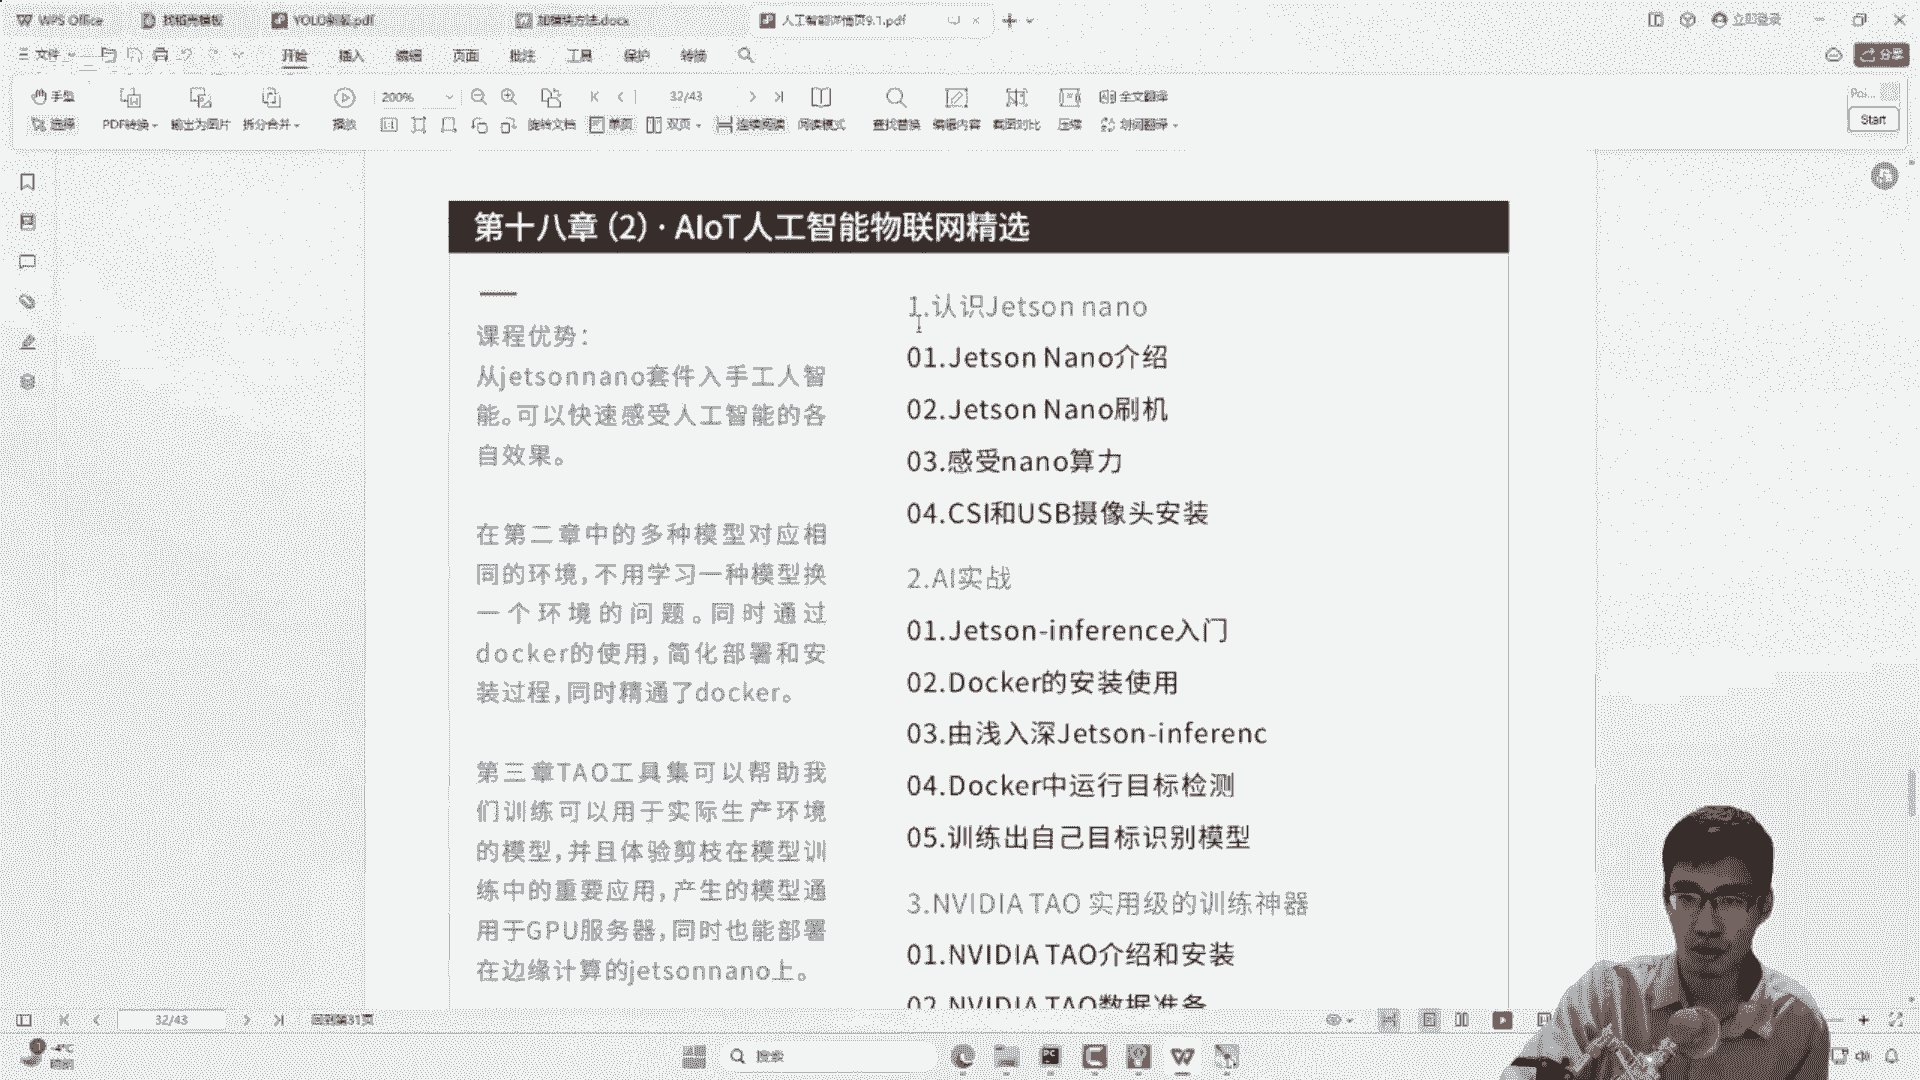 WPS Office
找稻壳模板
YOLO
加模块方法.docx
人工智能详情页9.1.pdf
立即登录
文件
开始
插入
编辑
页面
批注
工具
保护
转换
分享
手型
选择
PDF转换
输出为图片
拆分合并
播放
200%
旋转文档
单页
双页
连续阅读
32/43
阅读模式
查找替换
编辑内容
截图对比
压缩
全文翻译
划词翻译
Start
第十八章（2）· AIoT人工智能物联网精选
课程优势：
从jetsonnano套件入手工人智
能。可以快速感受人工智能的各
自效果。
在第二章中的多种模型对应相
同的环境，不用学习一种模型换
一个环境的问题。同时通过
docker的使用，简化部署和安
装过程，同时精通了docker。
第三章TAO工具集可以帮助我
们训练可以用于实际生产环境
的模型，并且体验剪枝在模型训
练中的重要应用，产生的模型通
用于GPU服务器，同时也能部署
在边缘计算的jetsonnano上。
1.认识Jetson nano
01.Jetson Nano介绍
02.Jetson Nano刷机
03.感受nano算力
04.CSI和USB摄像头安装
2.AI实战
01.Jetson-inference入门
02.Docker的安装使用
03.由浅入深Jetson-inferenc
04.Docker中运行目标检测
05.训练出自己目标识别模型
3.NVIDIA TAO 实用级的训练神器
01.NVIDIA TAO介绍和安装
02.NVIDIA TAO数据准备
32/43
回到第31页
-4°C
搜索